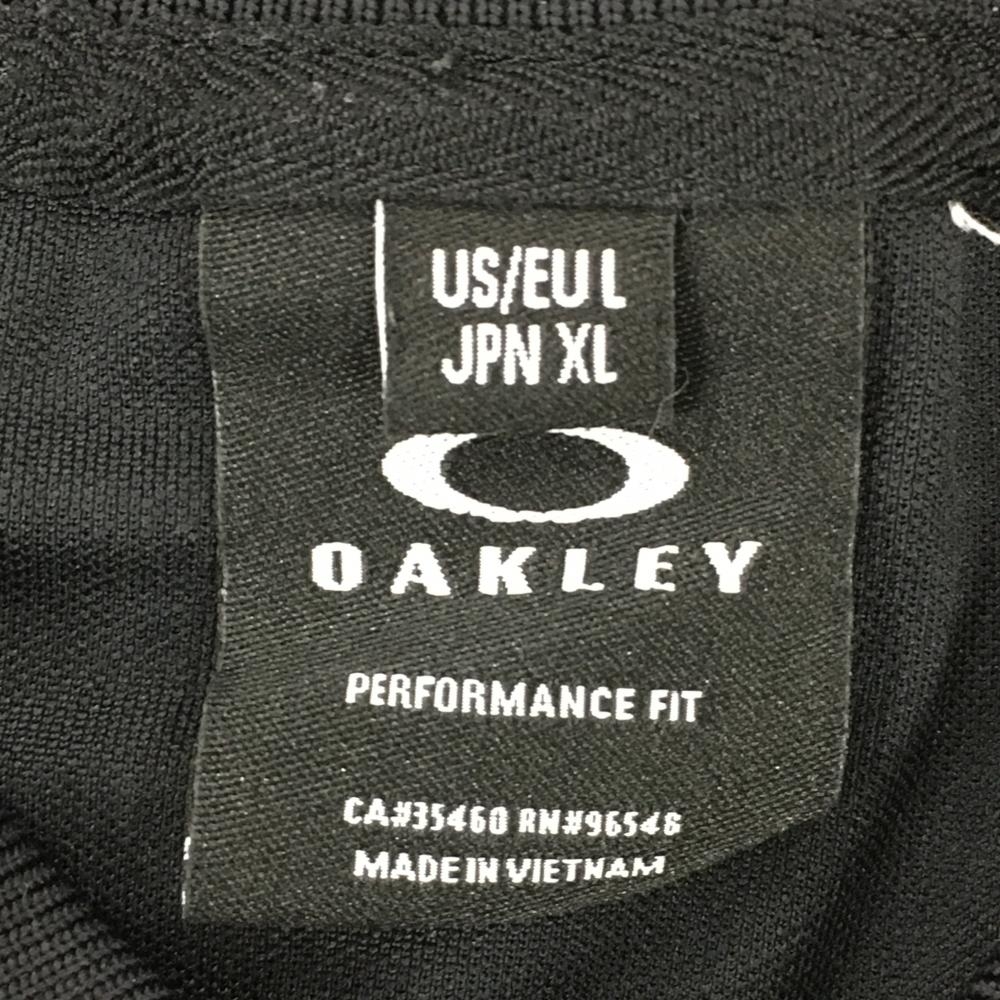 US/EU L
JPN XL
OAKLEY
PERFORMANCE FIT
CA#35460 RN#96548
MADE IN VIETNAM